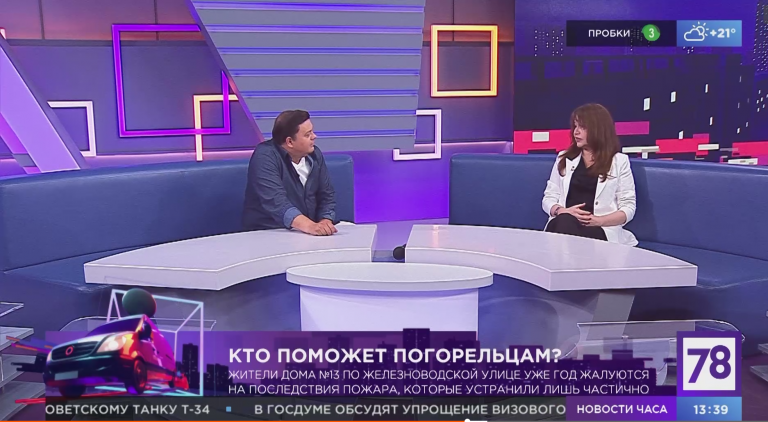 ПРОБКИ 3 +21°
КТО ПОМОЖЕТ ПОГОРЕЛЬЦАМ?
ЖИТЕЛИ ДОМА №13 ПО ЖЕЛЕЗНОВОДСКОЙ УЛИЦЕ УЖЕ ГОД ЖАЛУЮТСЯ
НА ПОСЛЕДСТВИЯ ПОЖАРА, КОТОРЫЕ УСТРАНИЛИ ЛИШЬ ЧАСТИЧНО
78
ОВЕТСКОМУ ТАНКУ Т-34 В ГОСДУМЕ ОБСУДЯТ УПРОЩЕНИЕ ВИЗОВОГО НОВОСТИ ЧАСА 13:39